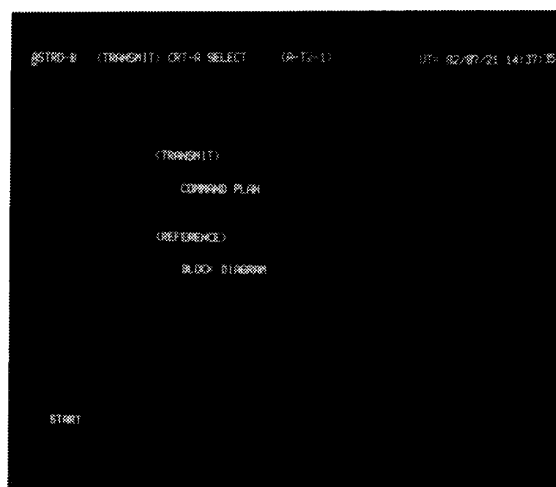 ASTRO-B (TRANSMIT) CRT-A SELECT (A-T2-1) UT= 82/07/21 14:37:35
(TRANSMIT)
COMMAND PLAN
(REFERENCE)
BLOCK DIAGRAM
START